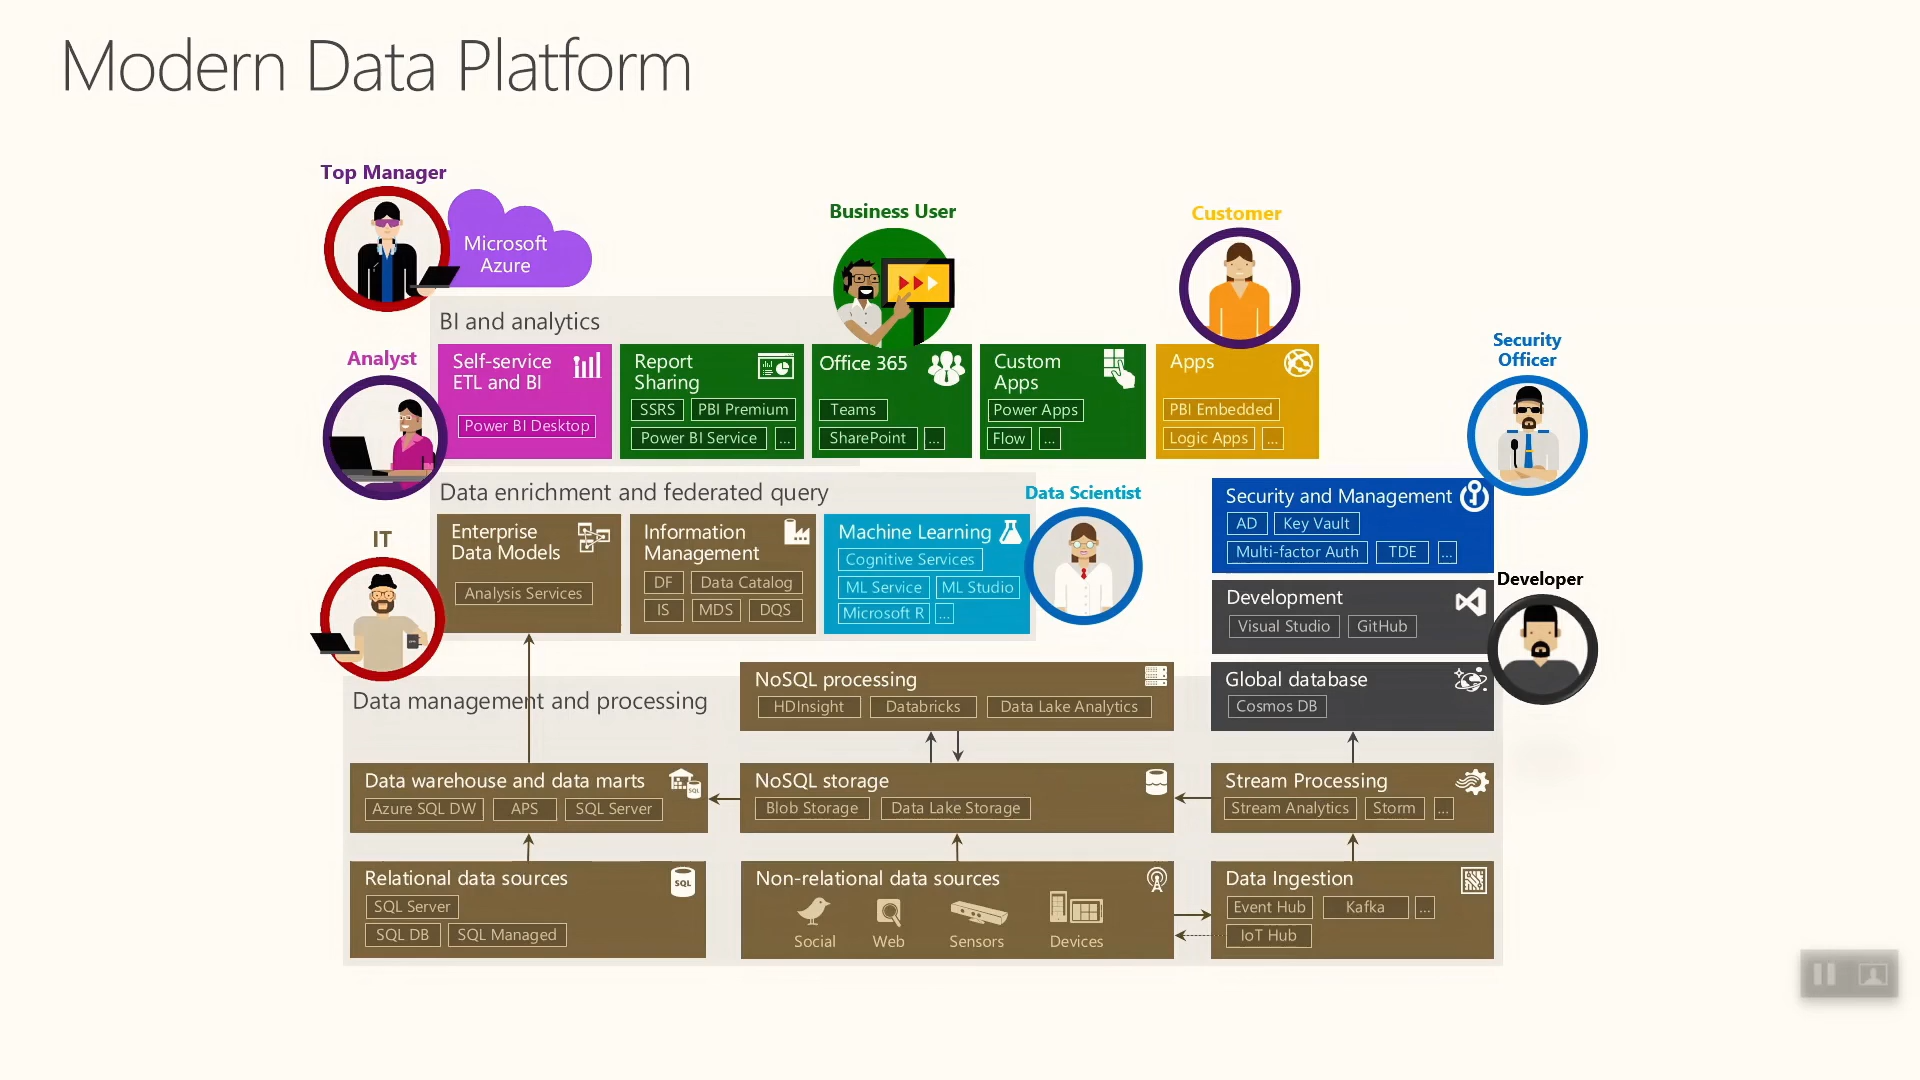 Modern Data Platform
Top Manager
Microsoft
Azure
Business User
Customer
BI and analytics
Analyst
Self-service
ETL and BI
Power BI Desktop
Report
Sharing
SSRS
PBI Premium
Power BI Service
...
Office 365
Teams
SharePoint
...
Custom
Apps
Power Apps
Flow
...
Apps
PBI Embedded
Logic Apps
...
Security
Officer
Data enrichment and federated query
IT
Enterprise
Data Models
Analysis Services
Information
Management
DF
Data Catalog
IS
MDS
DQS
Machine Learning
Cognitive Services
ML Service
ML Studio
Microsoft R
...
Data Scientist
Security and Management
AD
Key Vault
Multi-factor Auth
TDE
...
Developer
Development
Visual Studio
GitHub
Data management and processing
NoSQL processing
HDInsight
Databricks
Data Lake Analytics
Global database
Cosmos DB
Data warehouse and data marts
SQL
Azure SQL DW
APS
SQL Server
NoSQL storage
Blob Storage
Data Lake Storage
Stream Processing
Stream Analytics
Storm
...
Relational data sources
SQL
SQL Server
SQL DB
SQL Managed
Non-relational data sources
Social
Web
Sensors
Devices
Data Ingestion
Event Hub
Kafka
...
IoT Hub